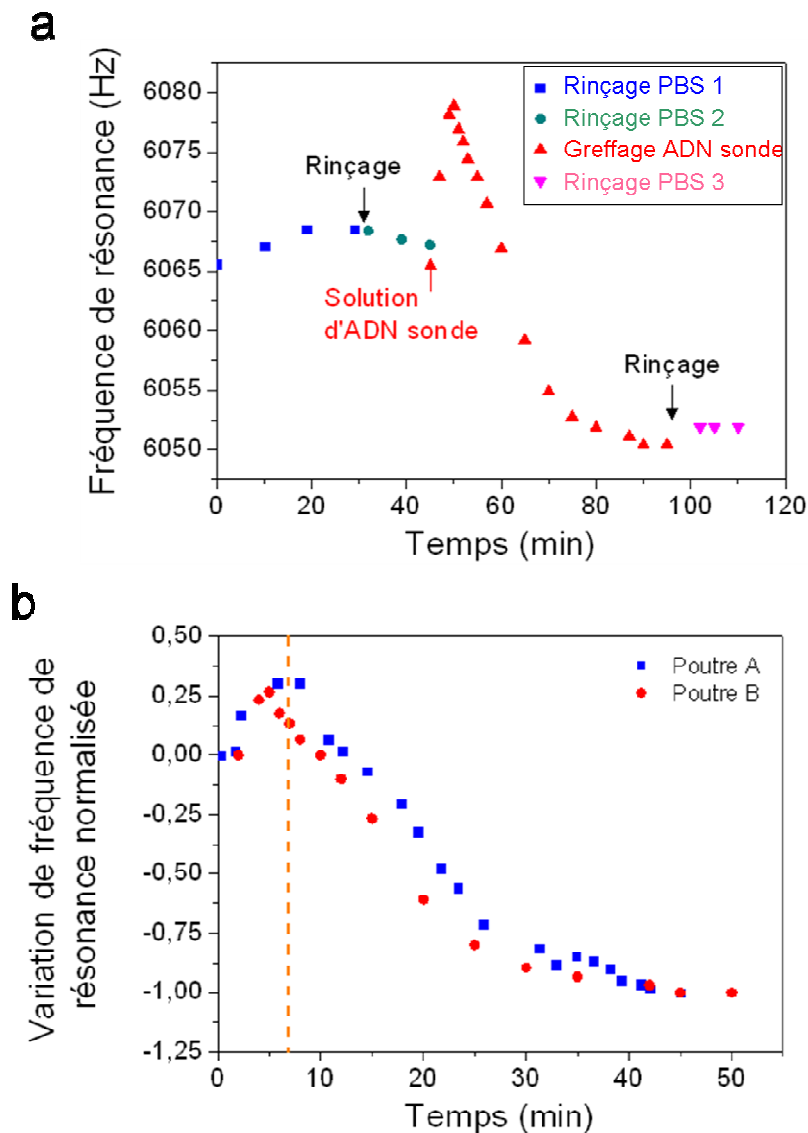 a
Fréquence de résonance (Hz)
6080
6075
6070
6065
6060
6055
6050
0
20
40
60
80
100
120
Temps (min)
Rinçage PBS 1
Rinçage PBS 2
Greffage ADN sonde
Rinçage PBS 3
Rinçage
Solution
d'ADN sonde
Rinçage
b
Variation de fréquence de
résonance normalisée
0,50
0,25
0,00
-0,25
-0,50
-0,75
-1,00
-1,25
0
10
20
30
40
50
Temps (min)
Poutre A
Poutre B